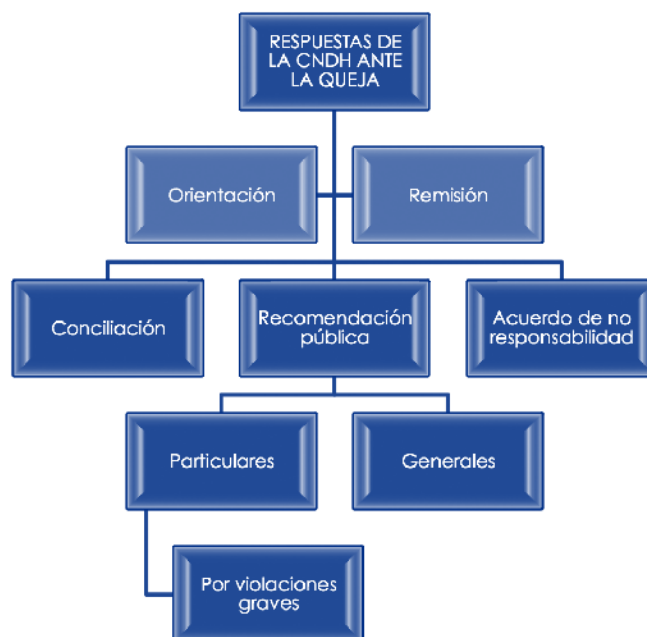 RESPUESTAS DE
LA CNDH ANTE
LA QUEJA
Orientación
Remisión
Conciliación
Recomendación
pública
Acuerdo de no
responsabilidad
Particulares
Generales
Por violaciones
graves